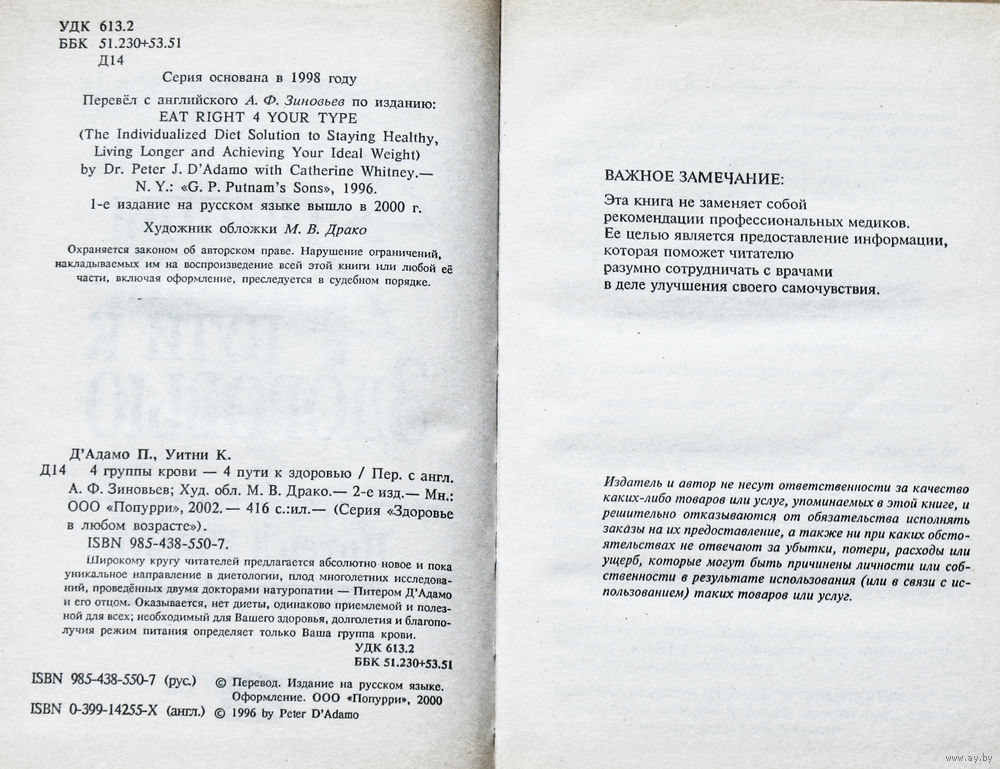 УДК 613.2
ББК 51.230+53.51
Д14
Серия основана в 1998 году
Перевёл с английского А. Ф. Зиновьев по изданию:
EAT RIGHT 4 YOUR TYPE
(The Individualized Diet Solution to Staying Healthy,
Living Longer and Achieving Your Ideal Weight)
by Dr. Peter J. D'Adamo with Catherine Whitney.—
N. Y.: «G. P. Putnam's Sons», 1996.
1-е издание на русском языке вышло в 2000 г.
Художник обложки М. В. Драко
Охраняется законом об авторском праве. Нарушение ограничений,
накладываемых им на воспроизведение всей этой книги или любой её
части, включая оформление, преследуется в судебном порядке.
Д'Адамо П., Уитни К.
Д14 4 группы крови — 4 пути к здоровью / Пер. с англ.
А. Ф. Зиновьев; Худ. обл. М. В. Драко.— 2-е изд.— Мн.:
ООО «Попурри», 2002.— 416 с.:ил.— (Серия «Здоровье
в любом возрасте»).
ISBN 985-438-550-7.
Широкому кругу читателей предлагается абсолютно новое и пока
уникальное направление в диетологии, плод многолетних исследова-
ний, проведённых двумя докторами натуропатии — Питером Д'Адамо
и его отцом. Оказывается, нет диеты, одинаково приемлемой и полез-
ной для всех; необходимый для Вашего здоровья, долголетия и благопо-
лучия режим питания определяет только Ваша группа крови.
УДК 613.2
ББК 51.230+53.51
ISBN 985-438-550-7 (рус.) © Перевод. Издание на русском языке.
Оформление. ООО «Попурри», 2000
ISBN 0-399-14255-X (англ.) © 1996 by Peter D'Adamo
ВАЖНОЕ ЗАМЕЧАНИЕ:
Эта книга не заменяет собой
рекомендации профессиональных медиков.
Ее целью является предоставление информации,
которая поможет читателю
разумно сотрудничать с врачами
в деле улучшения своего самочувствия.
Издатель и автор не несут ответственности за качество
каких-либо товаров или услуг, упоминаемых в этой книге, и
решительно отказываются от обязательства исполнять
заказы на их предоставление, а также ни при каких обсто-
ятельствах не отвечают за убытки, потери, расходы или
ущерб, которые могут быть причинены личности или соб-
ственности в результате использования (или в связи с ис-
пользованием) таких товаров или услуг.
www.ay.by